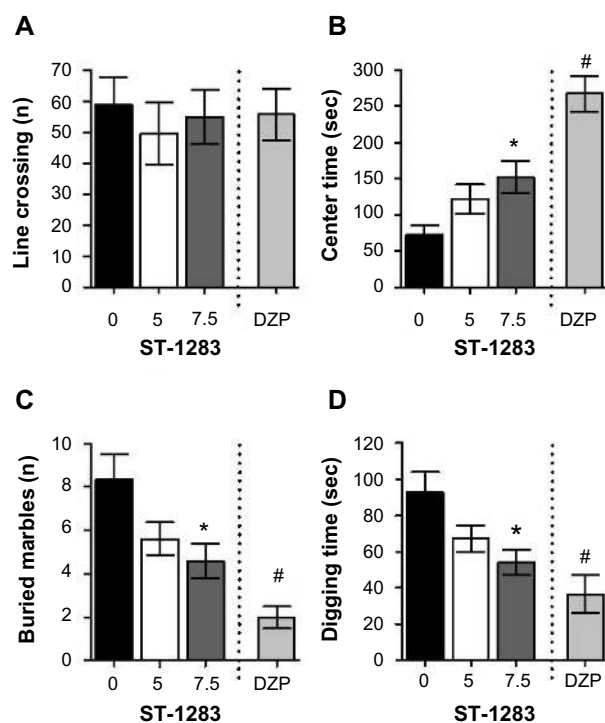 A
Line crossing (n)
70
60
50
40
30
20
10
0
0 5 7.5 DZP
ST-1283
B
Center time (sec)
300
250
200
150
100
50
0
#
*
0 5 7.5 DZP
ST-1283
C
Buried marbles (n)
10
8
6
4
2
0
*
#
0 5 7.5 DZP
ST-1283
D
Digging time (sec)
120
100
80
60
40
20
0
*
#
0 5 7.5 DZP
ST-1283